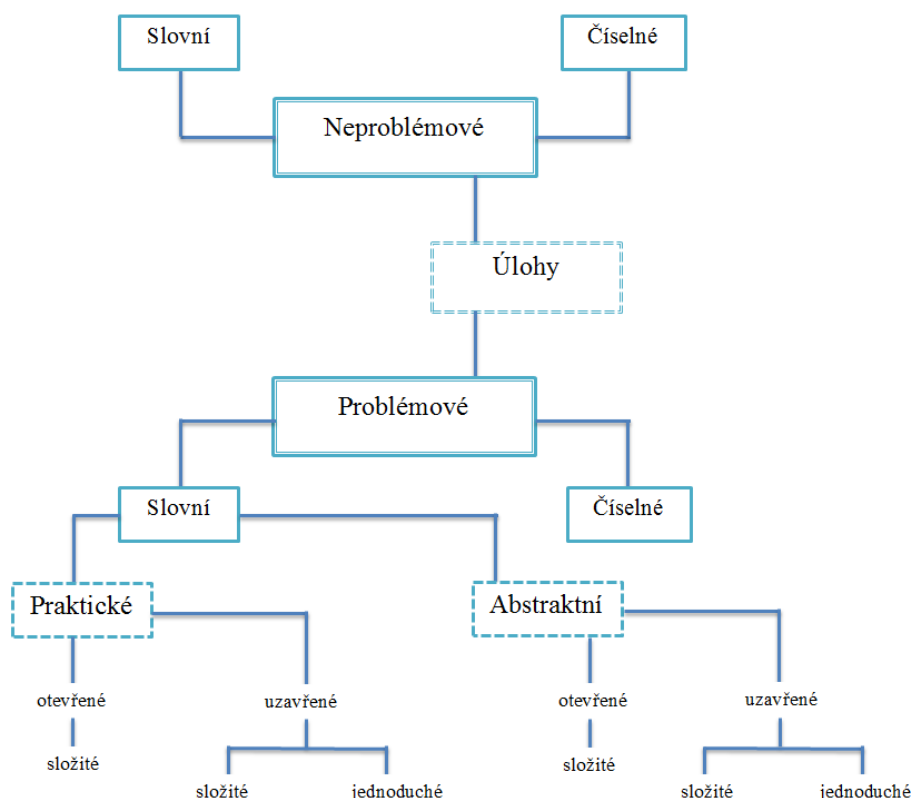 Slovní
Číselné
Neproblémové
Úlohy
Problémové
Slovní
Číselné
Praktické
Abstraktní
otevřené
uzavřené
otevřené
uzavřené
složité
složité
složité
jednoduché
složité
jednoduché